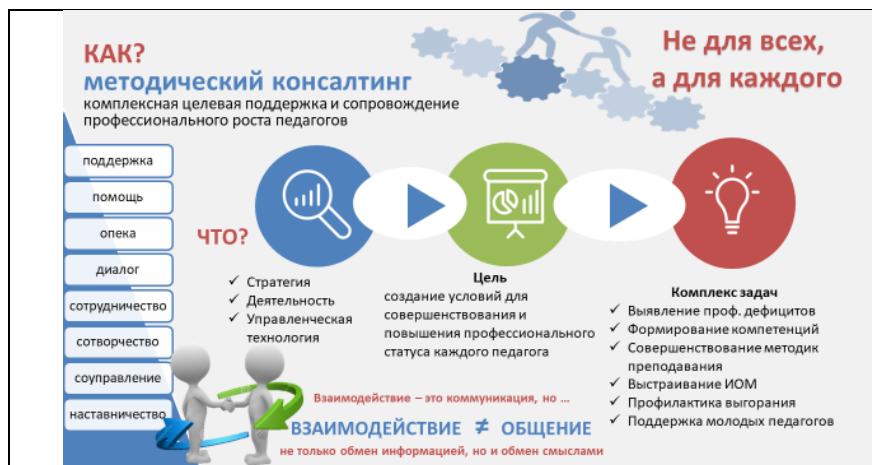 КАК?
методический консалтинг
комплексная целевая поддержка и сопровождение
профессионального роста педагогов
Не для всех,
а для каждого
поддержка
помощь
опека
диалог
сотрудничество
сотворчество
соуправление
наставничество
ЧТО?
✓ Стратегия
✓ Деятельность
✓ Управленческая
технология
Цель
создание условий для
совершенствования и
повышения профессионального
статуса каждого педагога
Комплекс задач
✓ Выявление проф. дефицитов
✓ Формирование компетенций
✓ Совершенствование методик
преподавания
✓ Выстраивание ИОМ
✓ Профилактика выгорания
✓ Поддержка молодых педагогов
Взаимодействие – это коммуникация, но ...
ВЗАИМОДЕЙСТВИЕ ≠ ОБЩЕНИЕ
не только обмен информацией, но и обмен смыслами